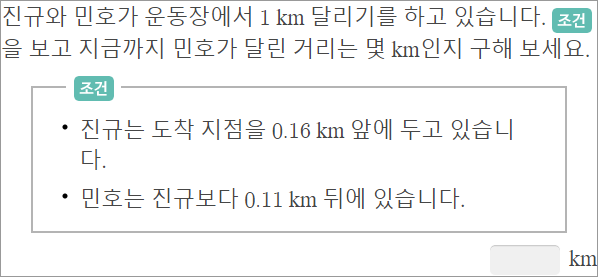 진규와 민호가 운동장에서 1 km 달리기를 하고 있습니다. 조건
을 보고 지금까지 민호가 달린 거리는 몇 km인지 구해 보세요.
조건
• 진규는 도착 지점을 0.16 km 앞에 두고 있습니
다.
• 민호는 진규보다 0.11 km 뒤에 있습니다.
km